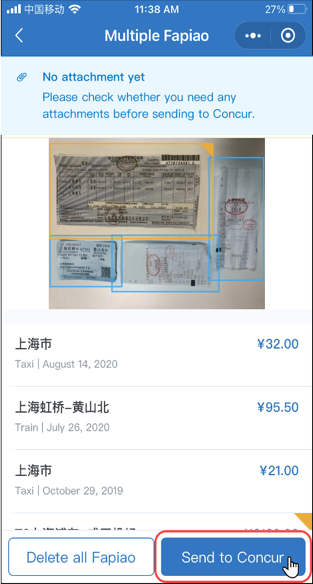 中国移动 11:38 AM 27%
Multiple Fapiao
No attachment yet
Please check whether you need any
attachments before sending to Concur.
上海市 ¥32.00
Taxi | August 14, 2020
上海虹桥-黄山北 ¥95.50
Train | July 26, 2020
上海市 ¥21.00
Taxi | October 29, 2019
Delete all Fapiao
Send to Concur